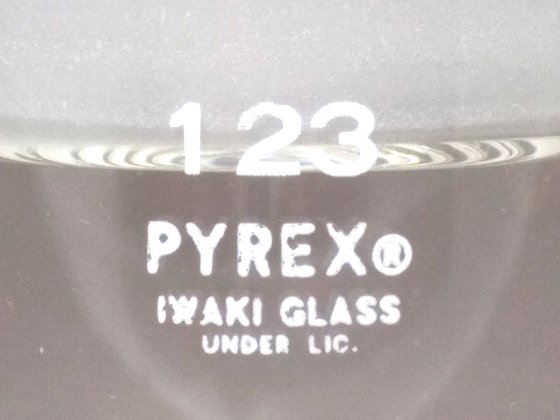 123
PYREX®
IWAKI GLASS
UNDER LIC.